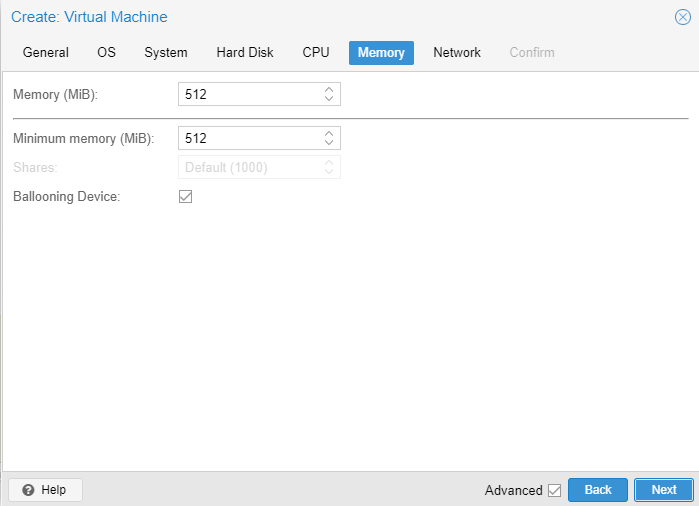 Create: Virtual Machine
General OS System Hard Disk CPU Memory Network Confirm
Memory (MiB): 512
Minimum memory (MiB): 512
Shares: Default (1000)
Ballooning Device:
? Help Advanced Back Next